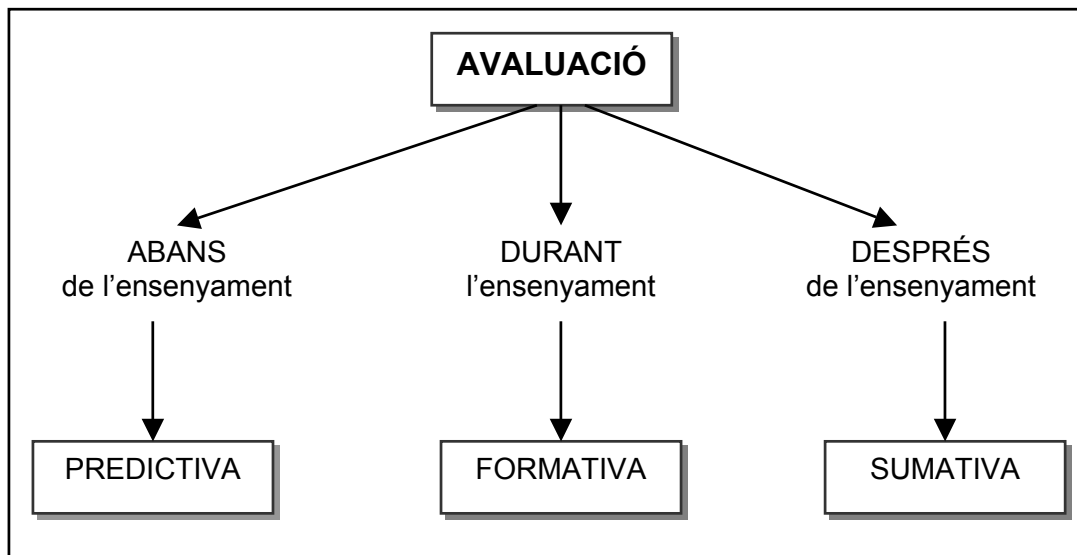 AVALUACIÓ
ABANS
de l’ensenyament
DURANT
l’ensenyament
DESPRÉS
de l’ensenyament
PREDICTIVA
FORMATIVA
SUMATIVA